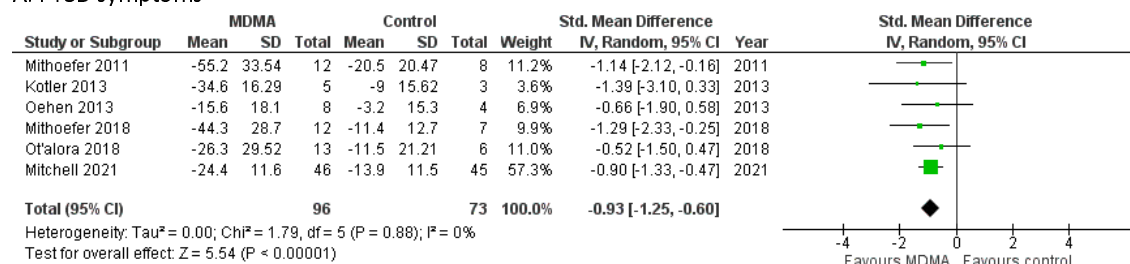 MDMA Control Std. Mean Difference Std. Mean Difference
Study or Subgroup Mean SD Total Mean SD Total Weight IV, Random, 95% CI Year IV, Random, 95% CI
Mithoefer 2011 -55.2 33.54 12 -20.5 20.47 8 11.2% -1.14 [-2.12, -0.16] 2011
Kotler 2013 -34.6 16.29 5 -9 15.62 3 3.6% -1.39 [-3.10, 0.33] 2013
Oehen 2013 -15.6 18.1 8 -3.2 15.3 4 6.9% -0.66 [-1.90, 0.58] 2013
Mithoefer 2018 -44.3 28.7 12 -11.4 12.7 7 9.9% -1.29 [-2.33, -0.25] 2018
Ot'alora 2018 -26.3 29.52 13 -11.5 21.21 6 11.0% -0.52 [-1.50, 0.47] 2018
Mitchell 2021 -24.4 11.6 46 -13.9 11.5 45 57.3% -0.90 [-1.33, -0.47] 2021
Total (95% CI) 96 73 100.0% -0.93 [-1.25, -0.60]
Heterogeneity: Tau² = 0.00; Chi² = 1.79, df = 5 (P = 0.88); I² = 0%
Test for overall effect: Z = 5.54 (P < 0.00001)
-4 -2 0 2 4
Favours MDMA Favours control